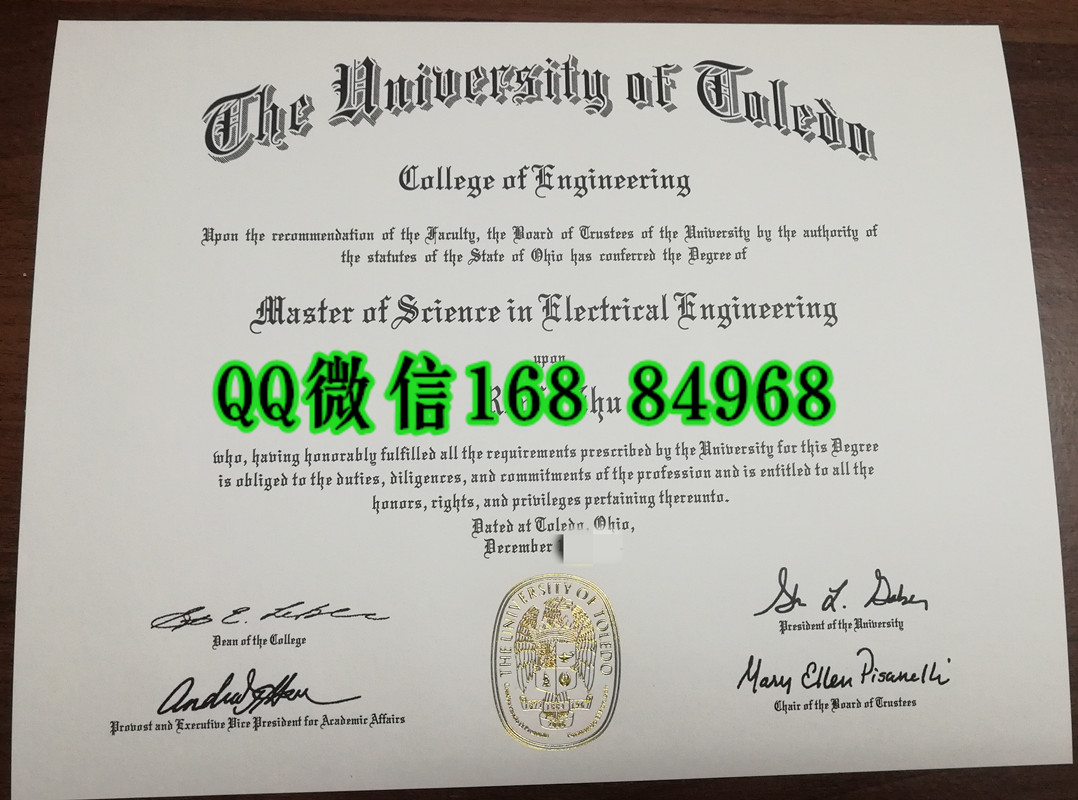 The University of Toledo
College of Engineering
Upon the recommendation of the Faculty, the Board of Trustees of the University by the authority of
the statutes of the State of Ohio has conferred the Degree of
Master of Science in Electrical Engineering
upon
QQ微信168 84968
who, having honorably fulfilled all the requirements prescribed by the University for this Degree
is obliged to the duties, diligences, and commitments of the profession and is entitled to all the
honors, rights, and privileges pertaining thereunto.
Dated at Toledo, Ohio,
December
THE UNIVERSITY OF TOLEDO
Dean of the College
President of the University
Mary Ellen Pisanelli
Provost and Executive Vice President for Academic Affairs
Chair of the Board of Trustees